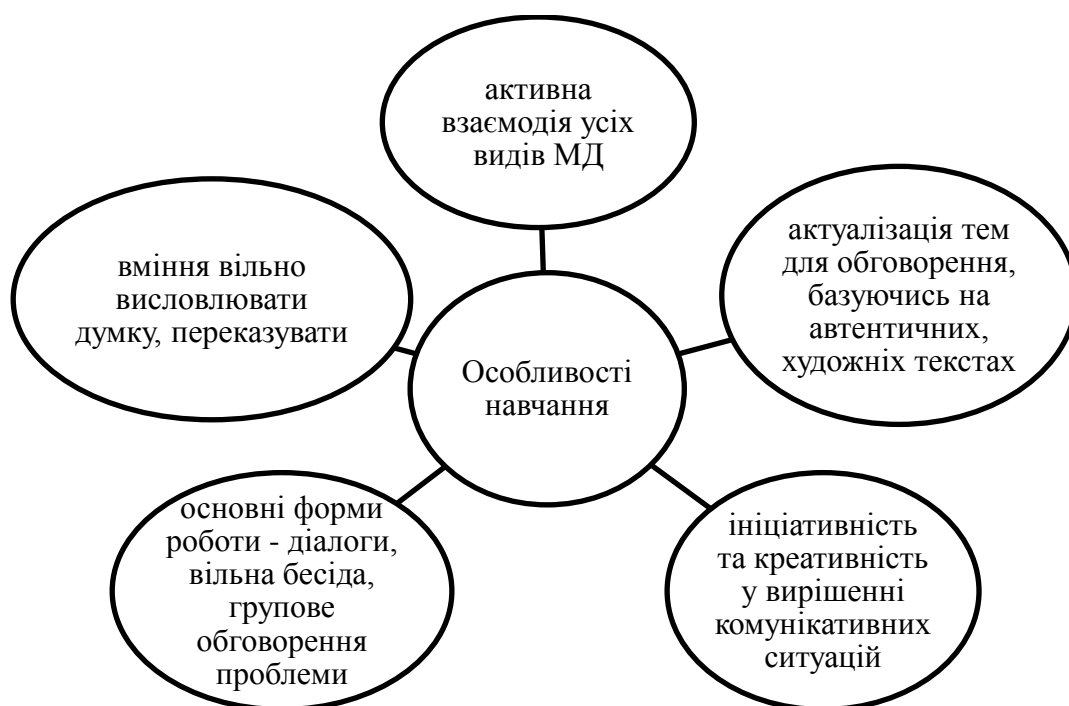 активна
взаємодія усіх
видів МД
актуалізація тем
для обговорення,
базуючись на
автентичних,
художніх текстах
вміння вільно
висловлювати
думку, переказувати
Особливості
навчання
основні форми
роботи - діалоги,
вільна бесіда,
групове
обговорення
проблеми
ініціативність
та креативність
у вирішенні
комунікативних
ситуацій